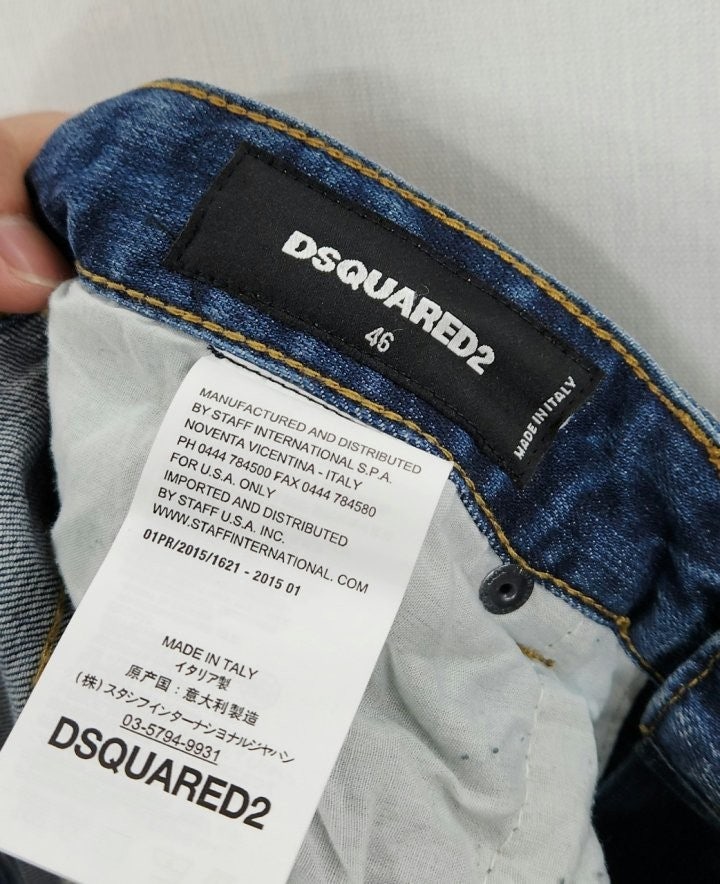 DSQUARED2
46
MADE IN ITALY
MANUFACTURED AND DISTRIBUTED
BY STAFF INTERNATIONAL S.P.A.
NOVENTA VICENTINA - ITALY
PH 0444 784500 FAX 0444 784580
FOR U.S.A. ONLY
IMPORTED AND DISTRIBUTED
BY STAFF U.S.A. INC.
WWW.STAFFINTERNATIONAL. COM
01PR/2015/1621 - 2015 01
MADE IN TALY
イタリア製
原产国：意大利製造
(株) スタシフインターナショナルジャハシ
03-5794-9931
DSQUARED2